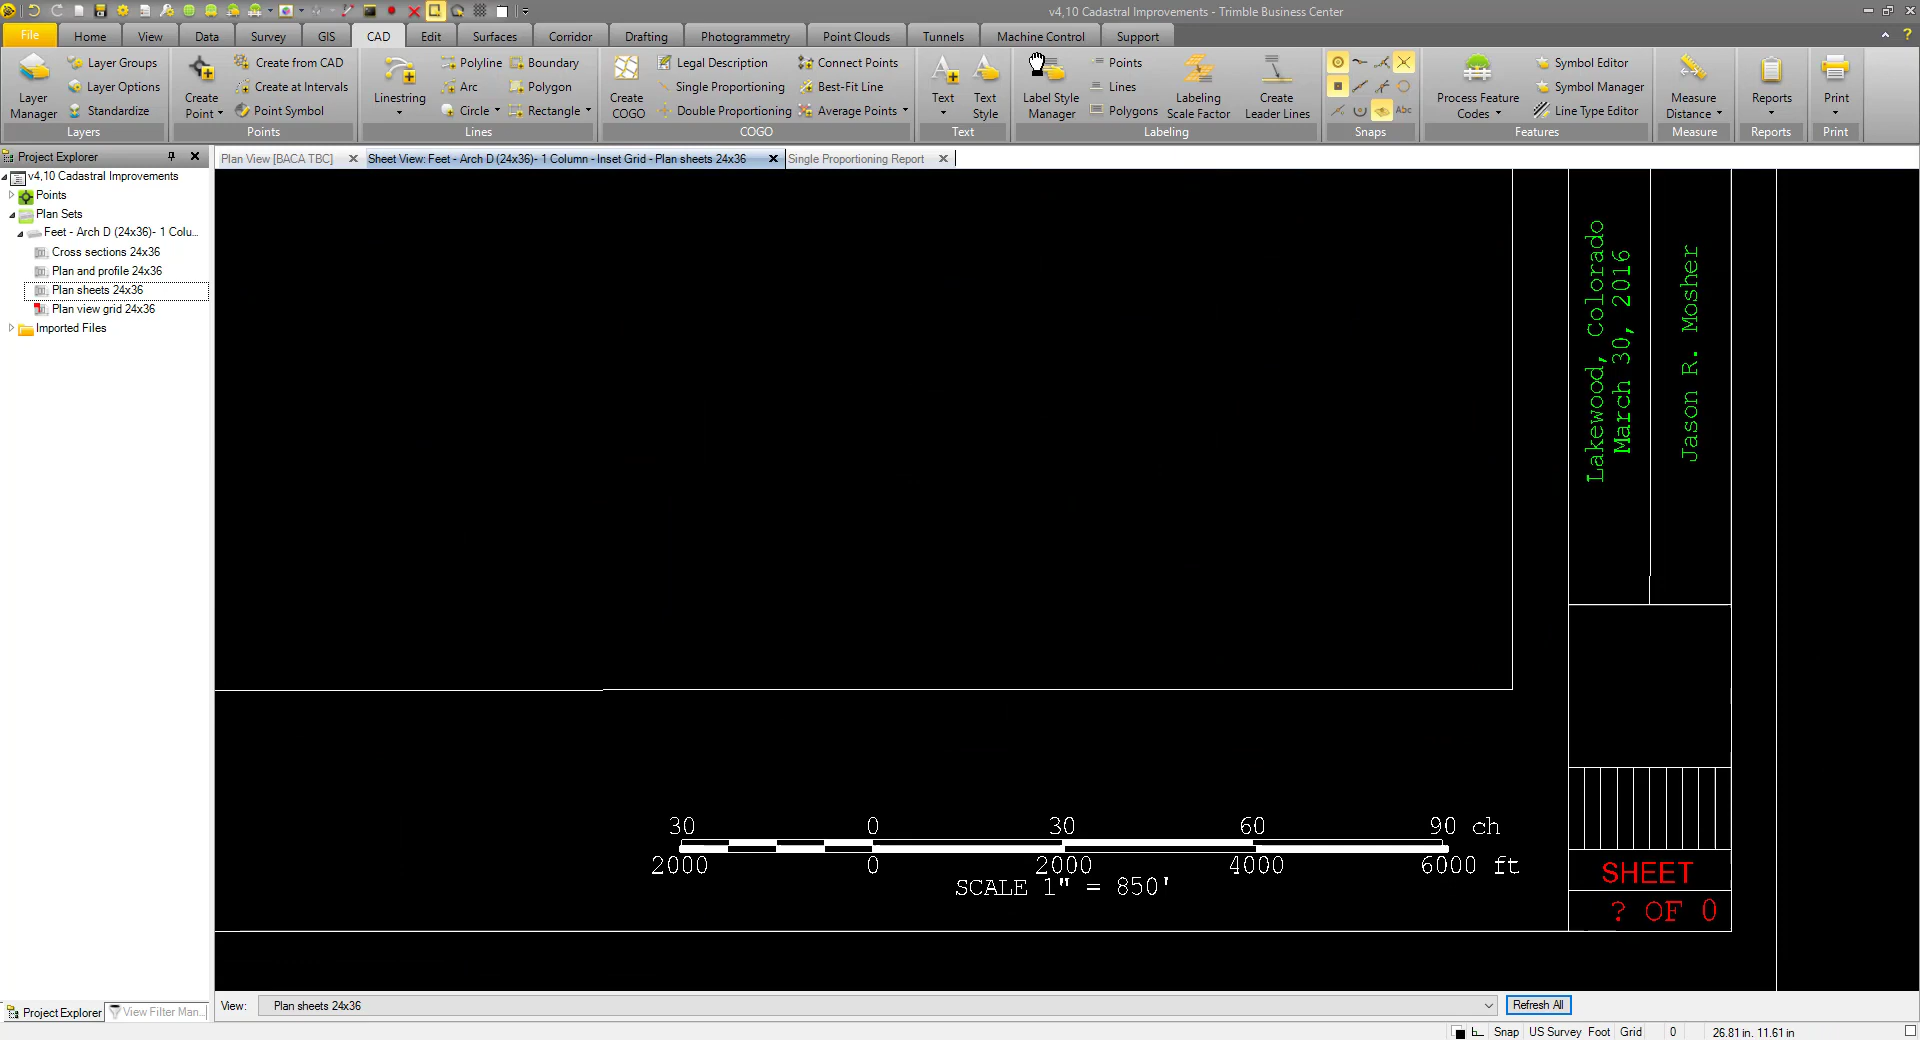 v4,10 Cadastral Improvements - Trimble Business Center
File Home View Data Survey GIS CAD Edit Surfaces Corridor Drafting Photogrammetry Point Clouds Tunnels Machine Control Support
Layer Manager
Layer Groups
Layer Options
Standardize
Layers
Create Point
Create from CAD
Create at Intervals
Point Symbol
Points
Linestring
Polyline
Arc
Circle
Boundary
Polygon
Rectangle
Lines
Create COGO
Legal Description
Single Proportioning
Double Proportioning
Connect Points
Best-Fit Line
Average Points
COGO
Text
Text Style
Text
Label Style Manager
Points
Lines
Polygons
Labeling Scale Factor
Create Leader Lines
Labeling
Abc
Snaps
Process Feature Codes
Symbol Editor
Symbol Manager
Line Type Editor
Features
Measure Distance
Measure
Reports
Reports
Print
Print
Project Explorer
Plan View [BACA TBC]
Sheet View: Feet - Arch D (24x36)- 1 Column - Inset Grid - Plan sheets 24x36
Single Proportioning Report
v4,10 Cadastral Improvements
Points
Plan Sets
Feet - Arch D (24x36)- 1 Colu...
Cross sections 24x36
Plan and profile 24x36
Plan sheets 24x36
Plan view grid 24x36
Imported Files
Lakewood, Colorado
March 30, 2016
Jason R. Mosher
30 0 30 60 90 ch
2000 0 2000 4000 6000 ft
SCALE 1" = 850'
SHEET
? OF 0
Project Explorer
View Filter Man...
View: Plan sheets 24x36
Refresh All
Snap US Survey Foot Grid 0 26.81 in. 11.61 in